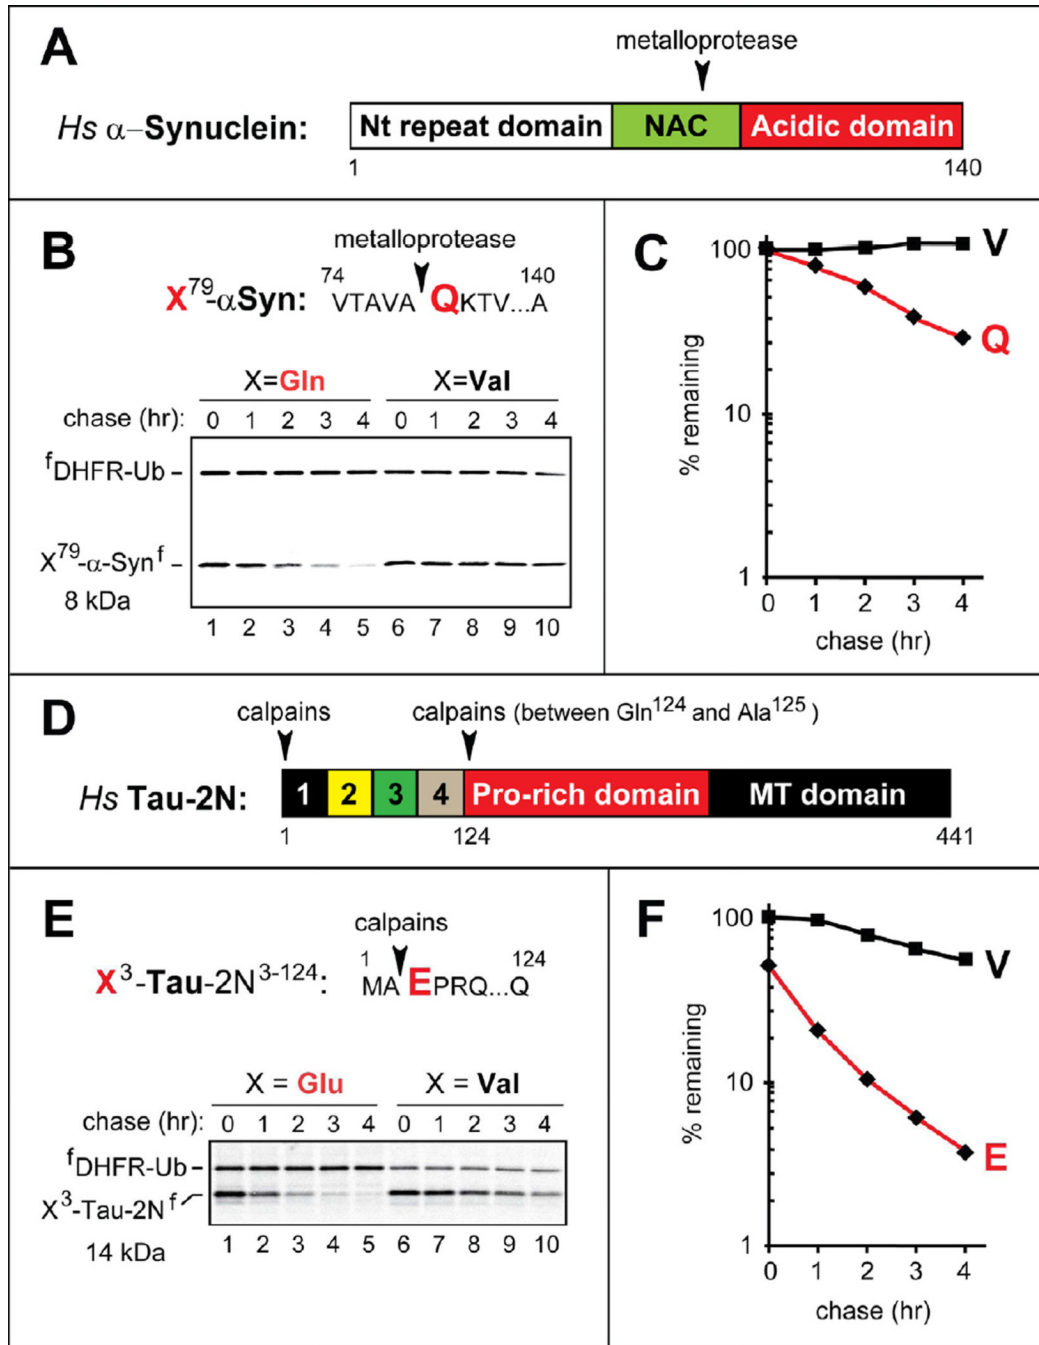 A
metalloprotease
Hs α–Synuclein:
Nt repeat domain NAC Acidic domain
1 140
B
metalloprotease
74 140
X79-αSyn: VTAVA QKTV...A
X=Gln X=Val
chase (hr): 0 1 2 3 4 0 1 2 3 4
fDHFR-Ub
X79-α-Synf
8 kDa
1 2 3 4 5 6 7 8 9 10
C
100
10
1
% remaining
V
Q
0 1 2 3 4
chase (hr)
D
calpains calpains (between Gln124 and Ala125)
Hs Tau-2N:
1 2 3 4 Pro-rich domain MT domain
1 124 441
E
calpains
1 124
X3-Tau-2N3-124: MA EPRQ...Q
X = Glu X = Val
chase (hr): 0 1 2 3 4 0 1 2 3 4
fDHFR-Ub
X3-Tau-2Nf
14 kDa
1 2 3 4 5 6 7 8 9 10
F
100
10
1
% remaining
V
E
0 1 2 3 4
chase (hr)